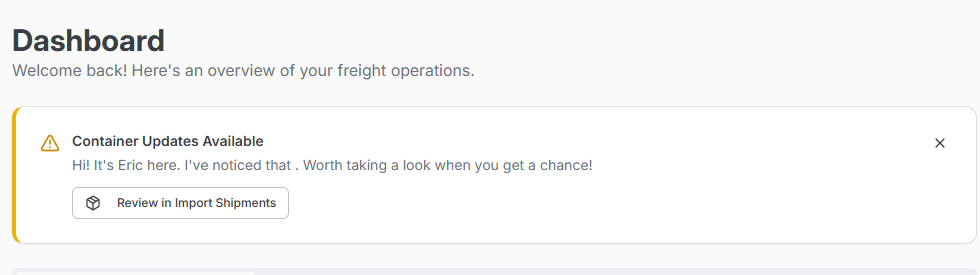 Dashboard
Welcome back! Here's an overview of your freight operations.
Container Updates Available
Hi! It's Eric here. I've noticed that . Worth taking a look when you get a chance!
Review in Import Shipments